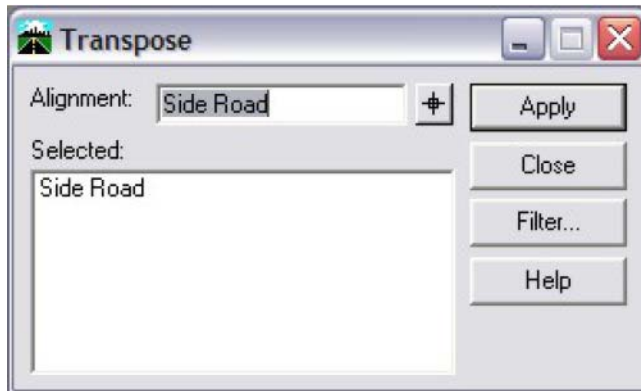 Transpose
Alignment: Side Road
Apply
Selected:
Side Road
Close
Filter...
Help